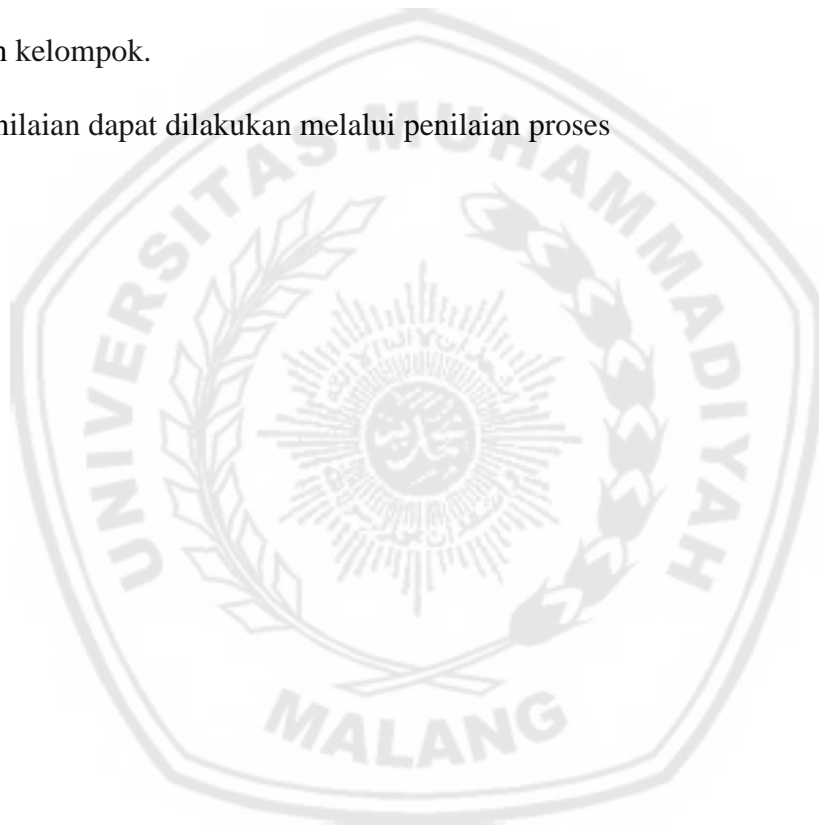 n kelompok.
nilaian dapat dilakukan melalui penilaian proses
UNIVERSITAS MUHAMMADIYAH
MALANG